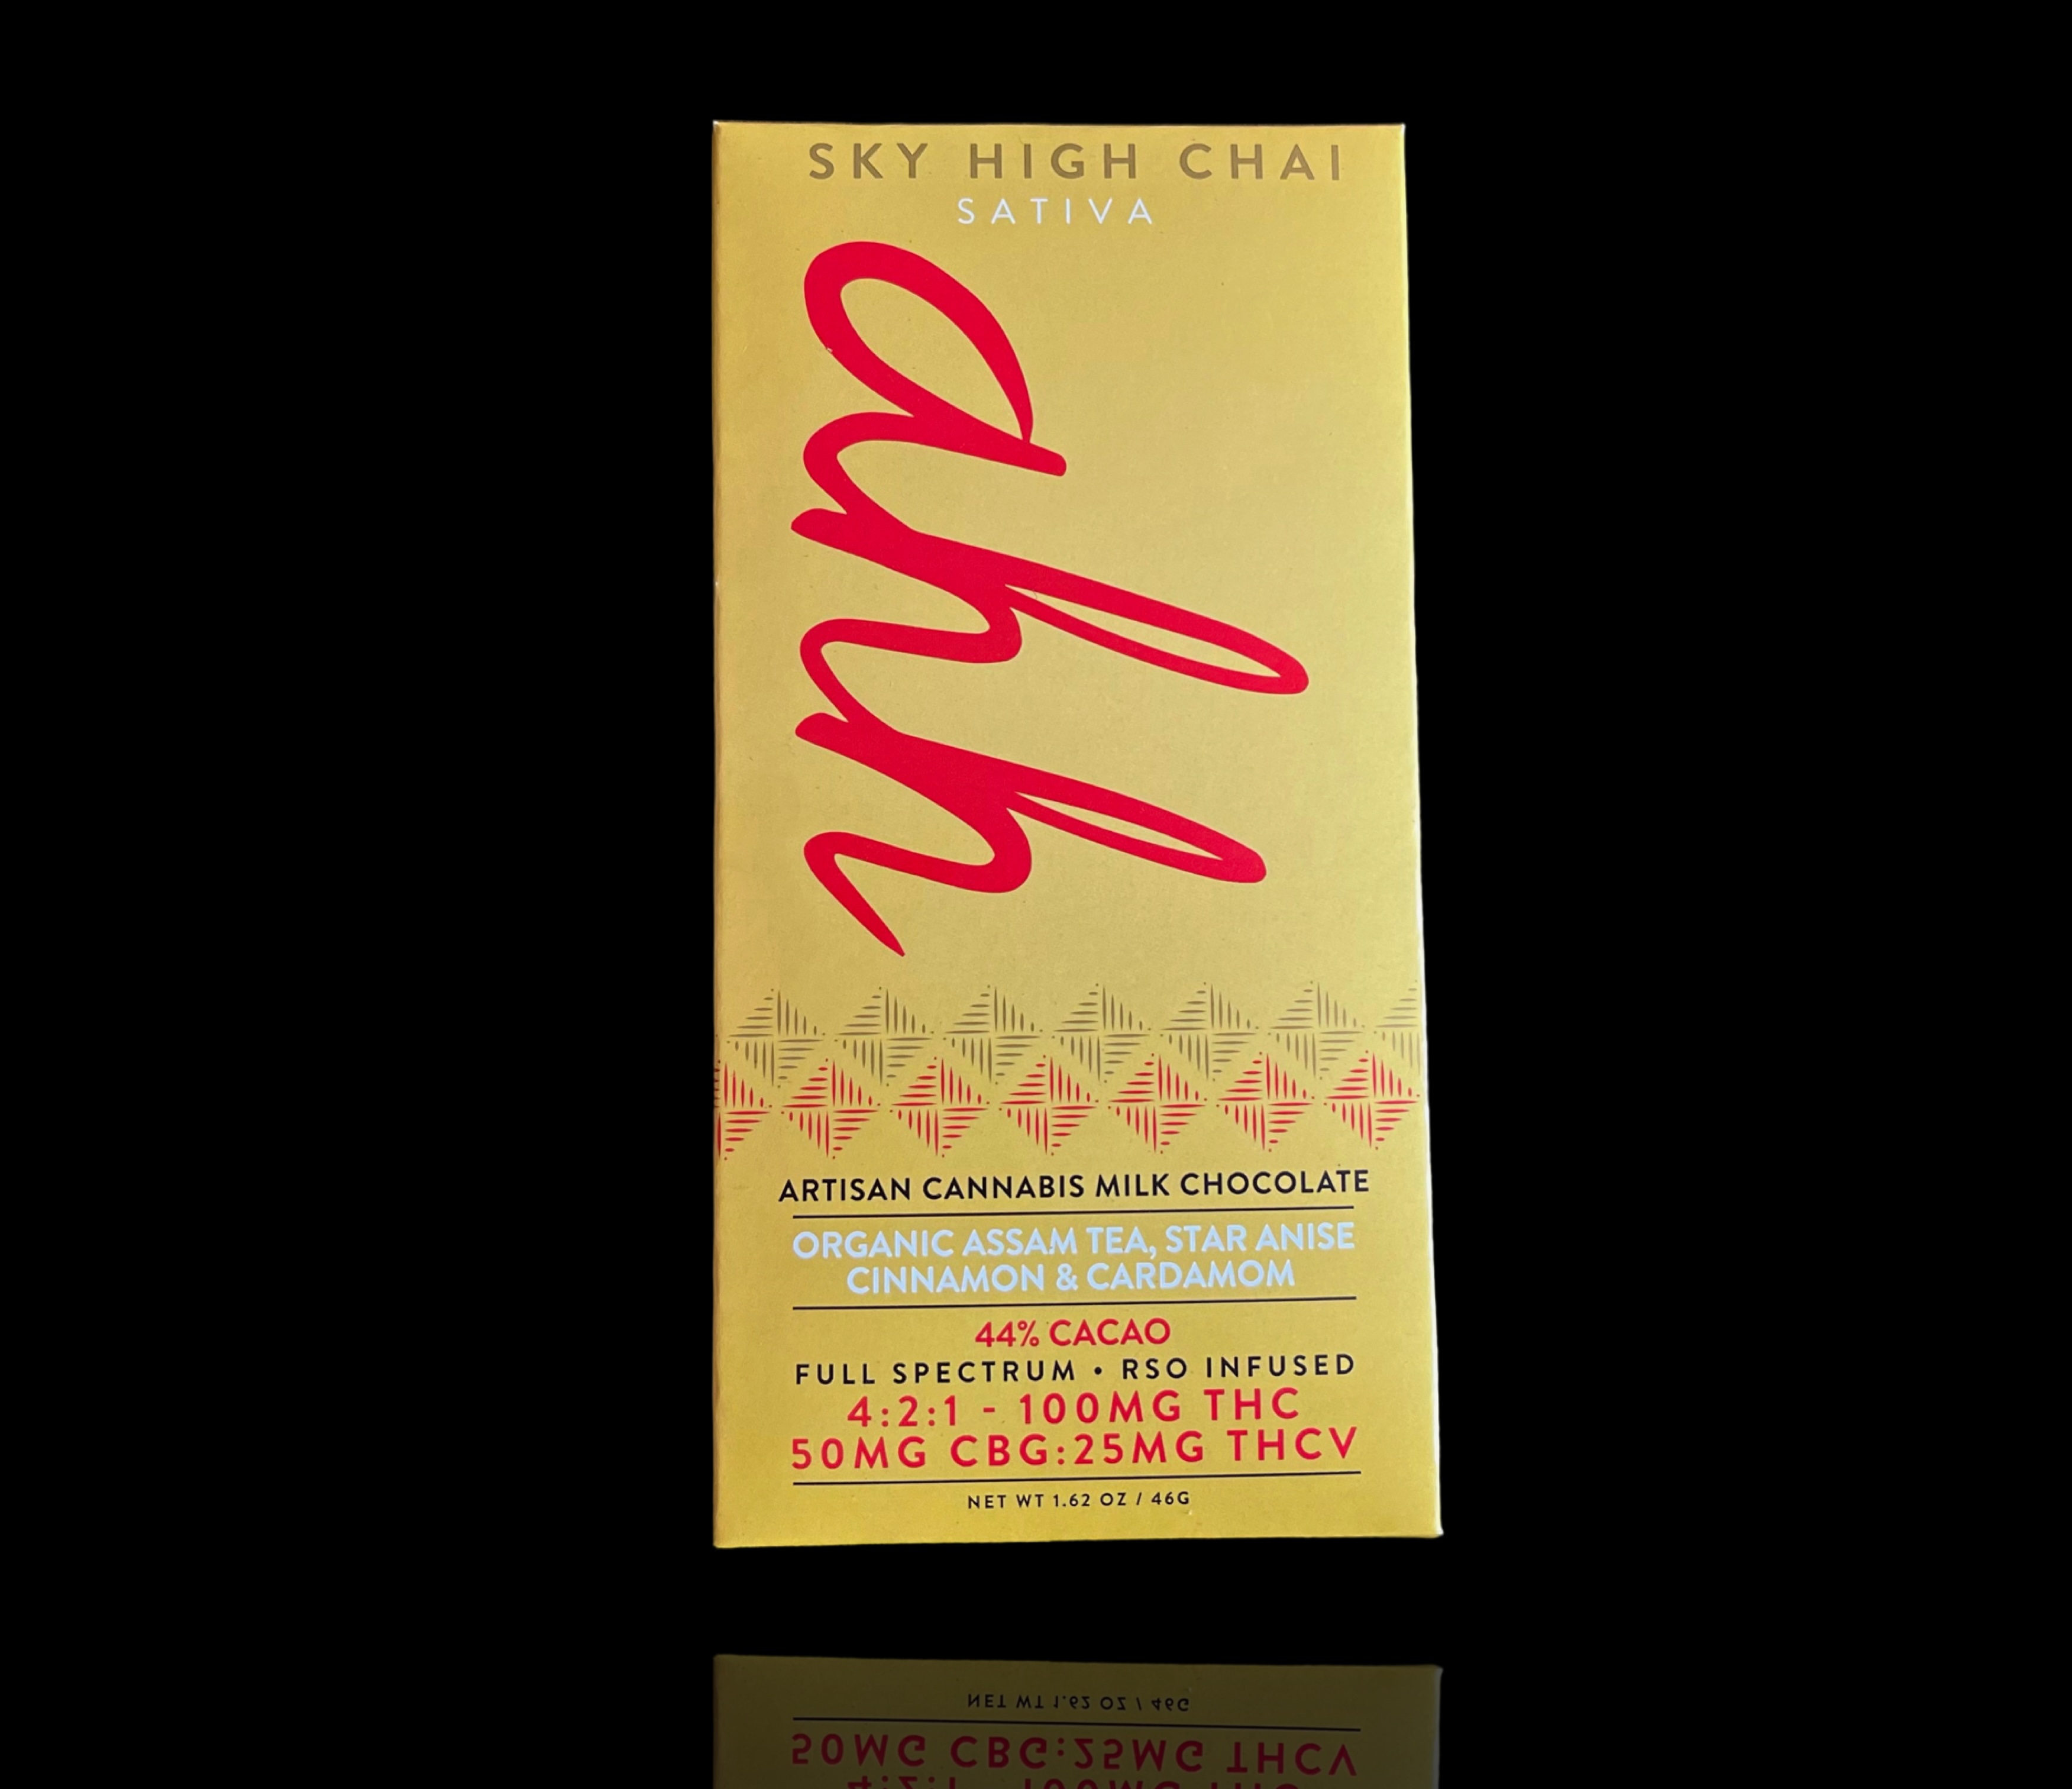 SKY HIGH CHAI
SATIVA
ahh
ARTISAN CANNABIS MILK CHOCOLATE
ORGANIC ASSAM TEA, STAR ANISE
CINNAMON & CARDAMOM
44% CACAO
FULL SPECTRUM • RSO INFUSED
4:2:1 - 100MG THC
50MG CBG:25MG THCV
NET WT 1.62 OZ / 46G